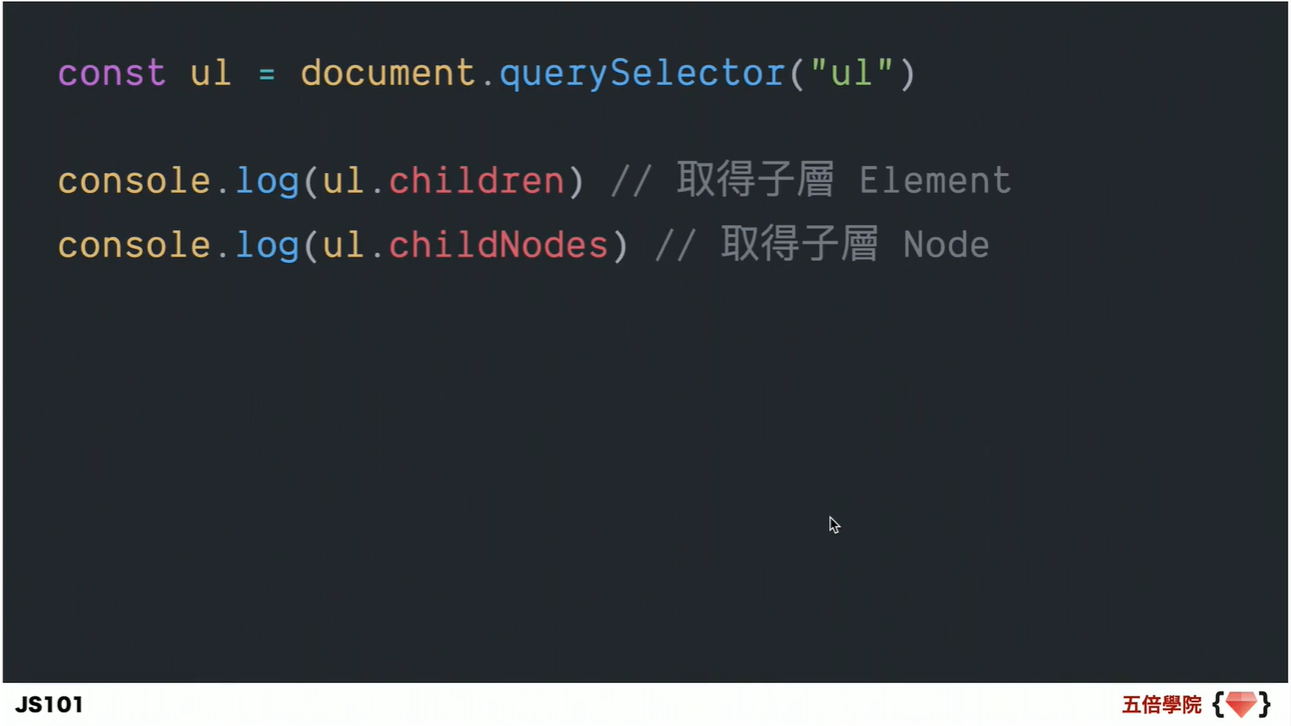 const ul = document.querySelector("ul")
console.log(ul.children) // 取得子層 Element
console.log(ul.childNodes) // 取得子層 Node
JS101
五倍學院 { }